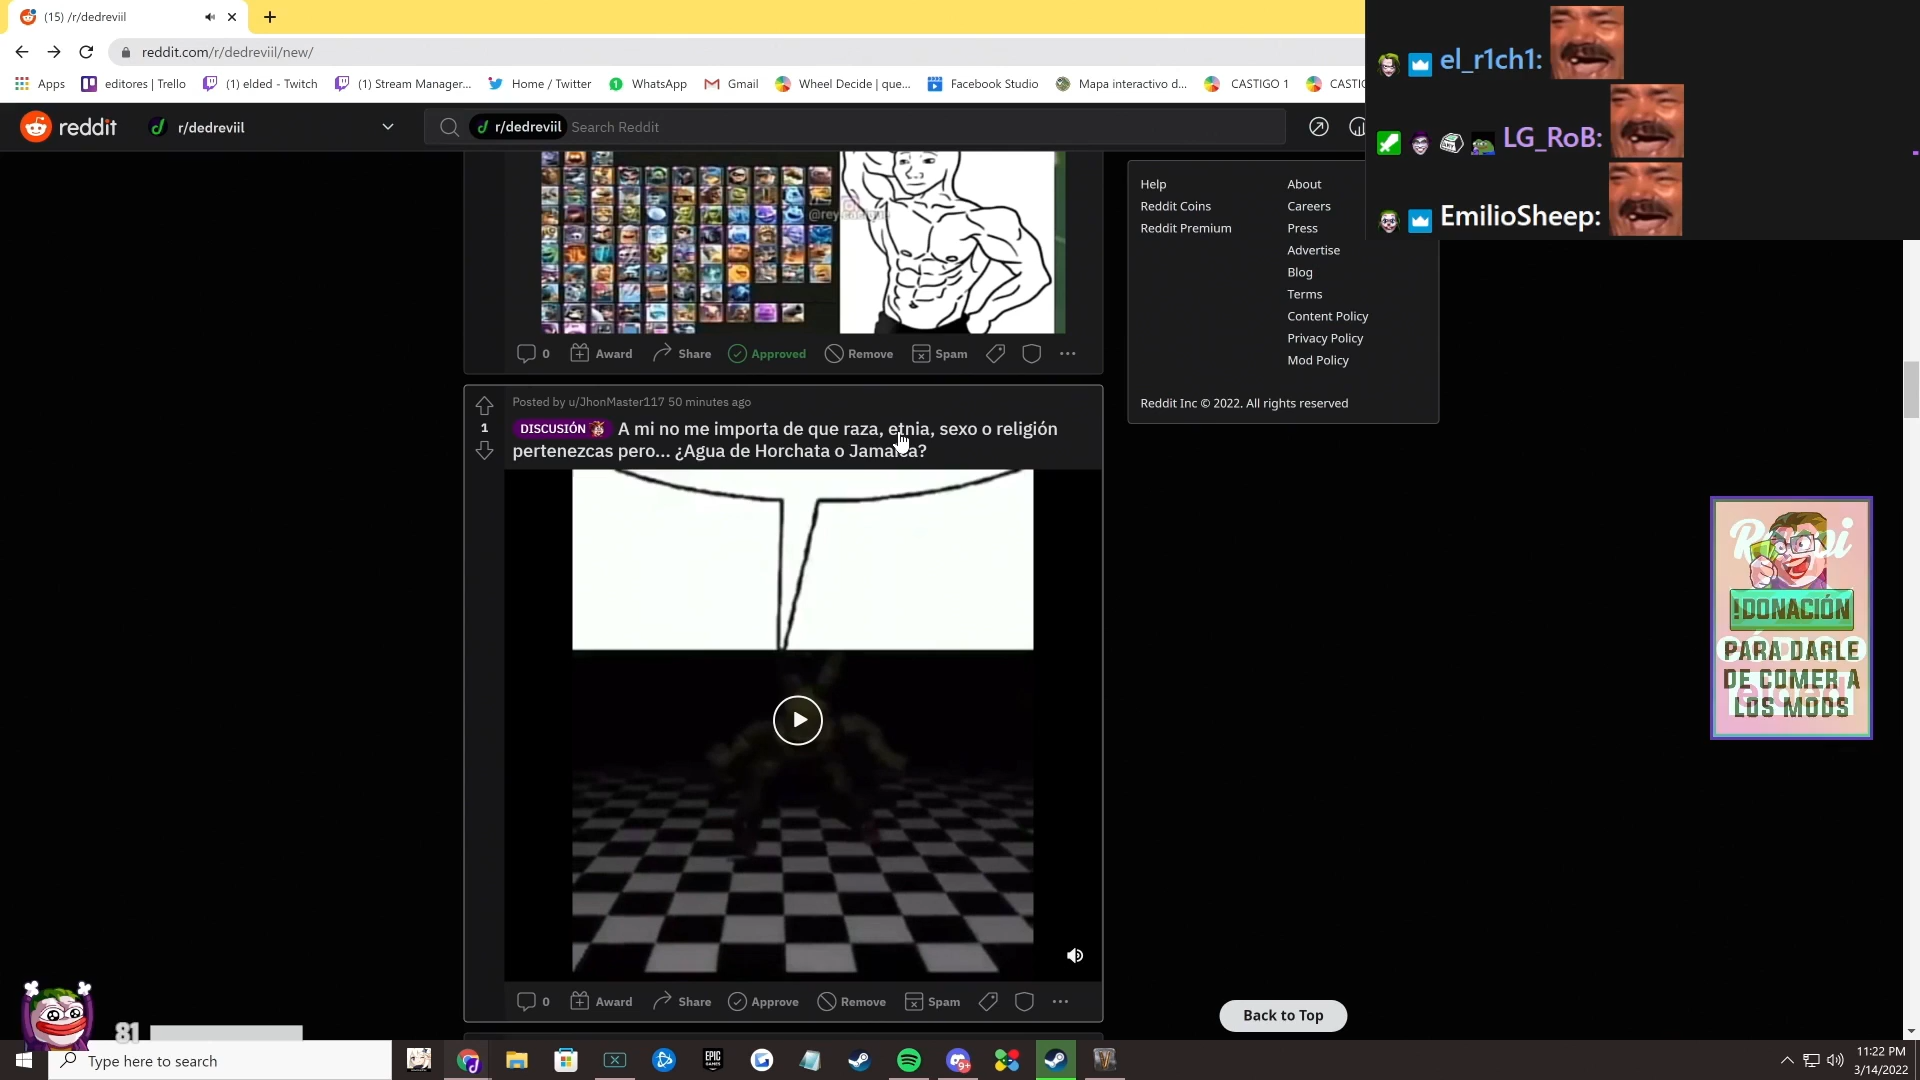 (15) /r/dedreviil
reddit.com/r/dedreviil/new/
Apps
editores | Trello
(1) elded - Twitch
(1) Stream Manager...
Home / Twitter
WhatsApp
Gmail
Wheel Decide | que...
Facebook Studio
Mapa interactivo d...
CASTIGO 1
CASTIG
reddit
r/dedreviil
r/dedreviil
Search Reddit
el_r1ch1:
LG_RoB:
EmilioSheep:
0
Award
Share
Approved
Remove
Spam
Help
About
Reddit Coins
Careers
Reddit Premium
Press
Advertise
Blog
Terms
Content Policy
Privacy Policy
Mod Policy
Reddit Inc © 2022. All rights reserved
Posted by u/JhonMaster117 50 minutes ago
1
DISCUSIÓN A mi no me importa de que raza, etnia, sexo o religión
pertenezcas pero... ¿Agua de Horchata o Jamaica?
!DONACIÓN
PARA DARLE
DE COMER A
LOS MODS
0
Award
Share
Approve
Remove
Spam
Back to Top
81
Type here to search
EPIC
GAMES
9+
11:22 PM
3/14/2022